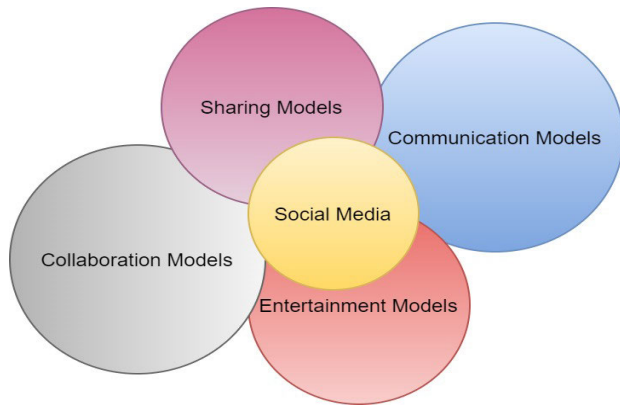 Sharing Models
Communication Models
Social Media
Collaboration Models
Entertainment Models